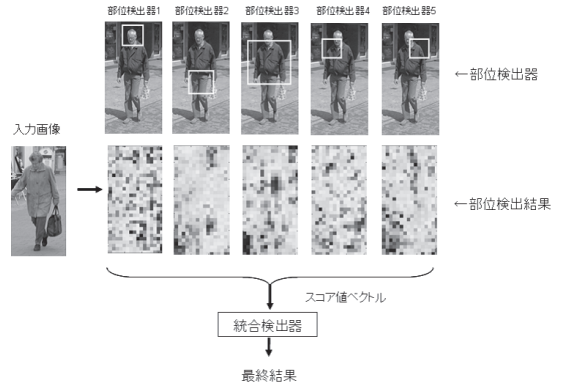 部位検出器1
部位検出器2
部位検出器3
部位検出器4
部位検出器5
←部位検出器
入力画像
←部位検出結果
スコア値ベクトル
統合検出器
最終結果